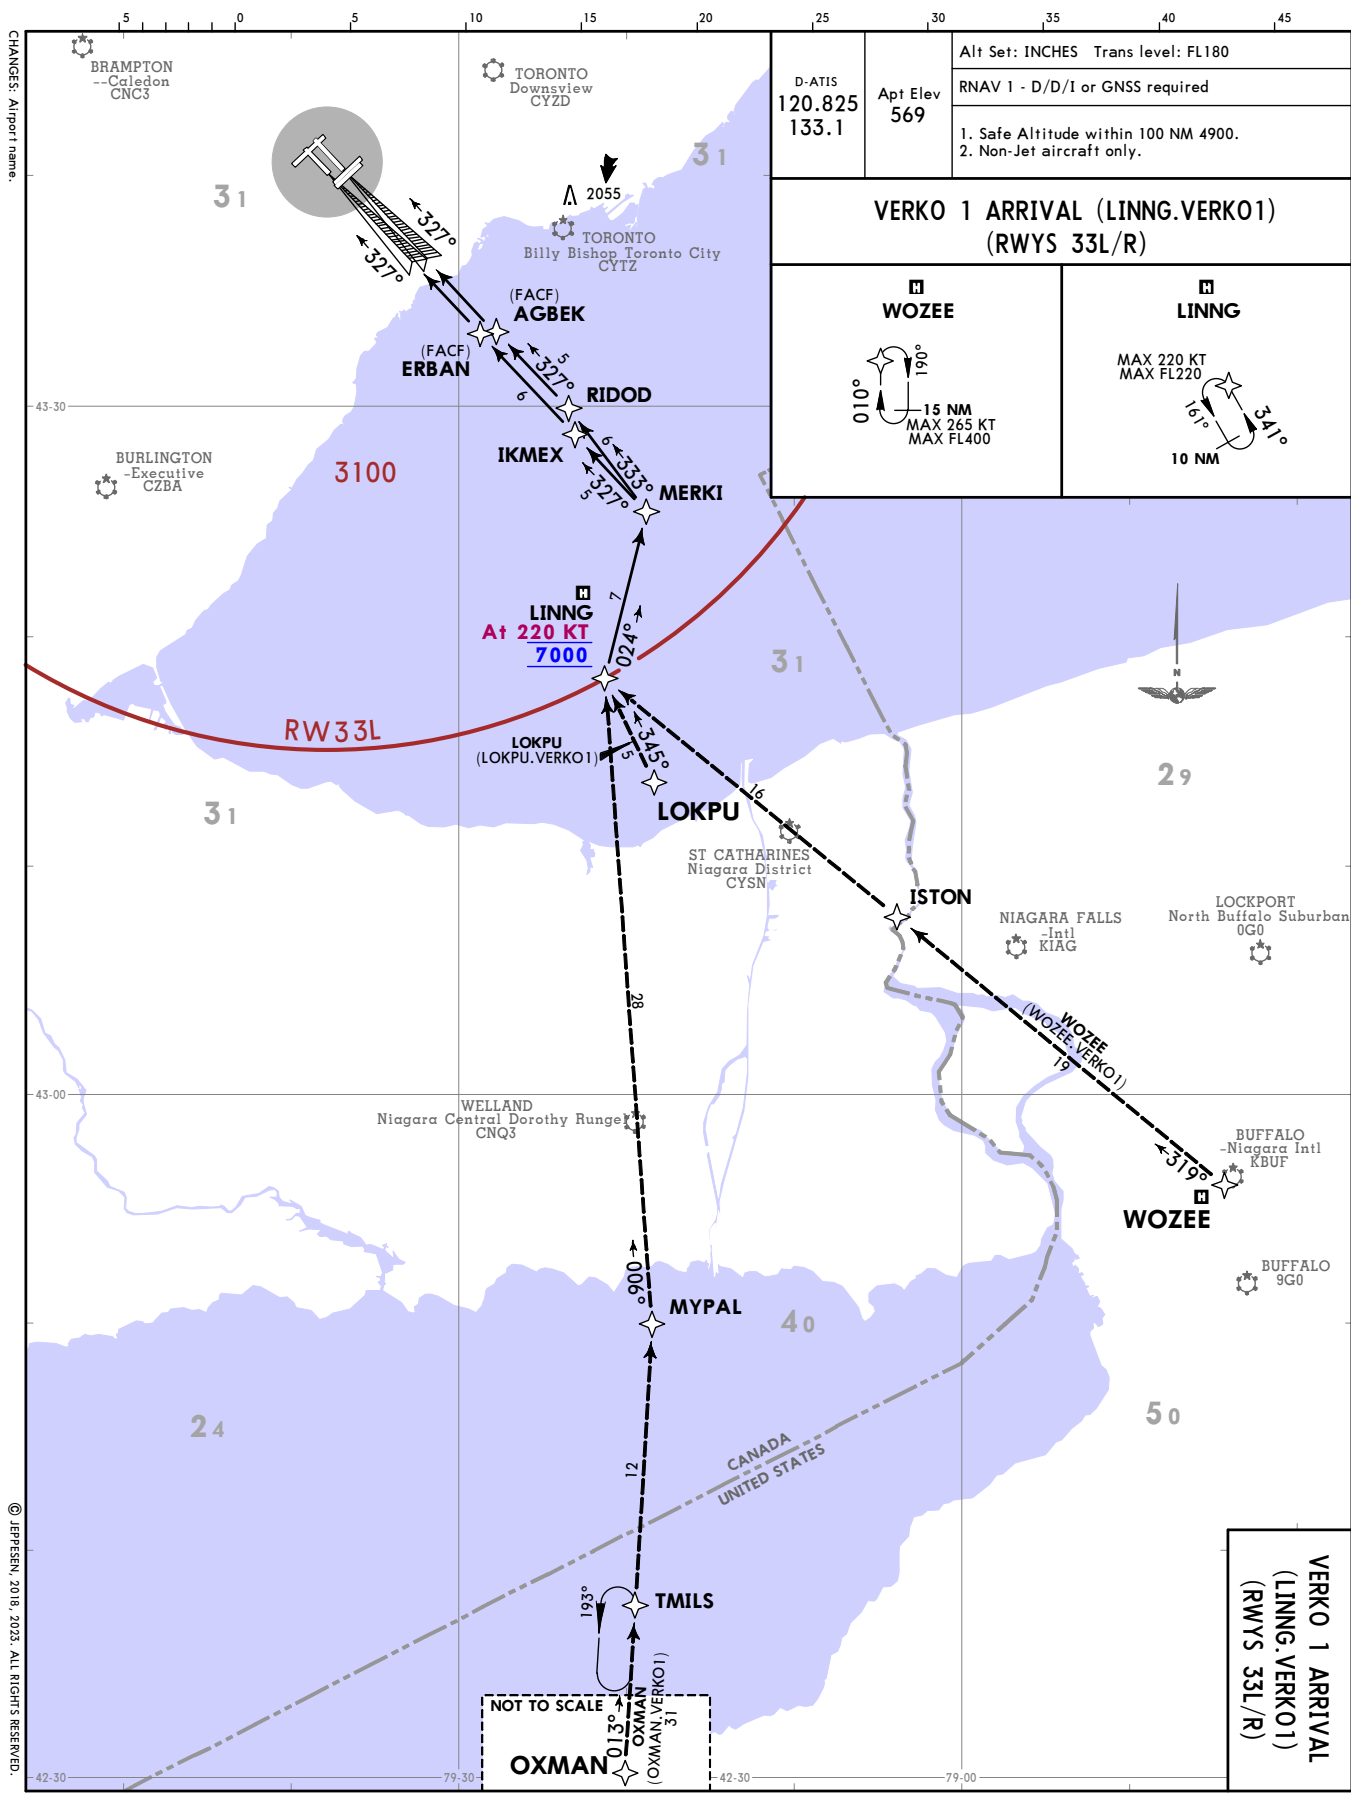 5 0 5 10 15 20 25 30 35 40 45
CHANGES: Airport name.
BRAMPTON
--Caledon
CNC3
TORONTO
Downsview
CYZD
D-ATIS
120.825
133.1
Apt Elev
569
Alt Set: INCHES Trans level: FL180
RNAV 1 - D/D/I or GNSS required
1. Safe Altitude within 100 NM 4900.
2. Non-Jet aircraft only.
VERKO 1 ARRIVAL (LINNG.VERKO1)
(RWYS 33L/R)
WOZEE
H
190°
010°
15 NM
MAX 265 KT
MAX FL400
LINNG
H
MAX 220 KT
MAX FL220
161°
341°
10 NM
31
31
2055
TORONTO
Billy Bishop Toronto City
CYTZ
327°
327°
(FACF)
AGBEK
(FACF)
ERBAN
5
327°
6
RIDOD
43-30
IKMEX
6
333°
327°
5
MERKI
BURLINGTON
-Executive
CZBA
3100
H
LINNG
At 220 KT
7000
7
024°
31
N
RW33L
LOKPU
(LOKPU.VERKO1)
345°
5
LOKPU
16
29
31
ST CATHARINES
Niagara District
CYSN
ISTON
NIAGARA FALLS
-Intl
KIAG
LOCKPORT
North Buffalo Suburban
0G0
28
WOZEE
(WOZEE.VERKO1)
19
43-00
WELLAND
Niagara Central Dorothy Runge
CNQ3
BUFFALO
-Niagara Intl
KBUF
319°
H
WOZEE
BUFFALO
9G0
006°
MYPAL
40
50
24
12
CANADA
UNITED STATES
193°
TMILS
NOT TO SCALE
013°
OXMAN
(OXMAN.VERKO1)
31
OXMAN
42-30
79-30
42-30
79-00
VERKO 1 ARRIVAL
(LINNG.VERKO1)
(RWYS 33L/R)
© JEPPESEN, 2018, 2023. ALL RIGHTS RESERVED.